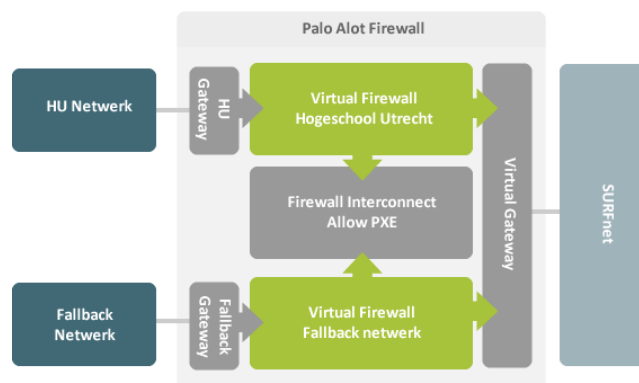 Palo Alot Firewall
HU Netwerk
HU
Gateway
Virtual Firewall
Hogeschool Utrecht
Firewall Interconnect
Allow PXE
Virtual Gateway
SURFnet
Fallback
Netwerk
Fallback
Gateway
Virtual Firewall
Fallback netwerk